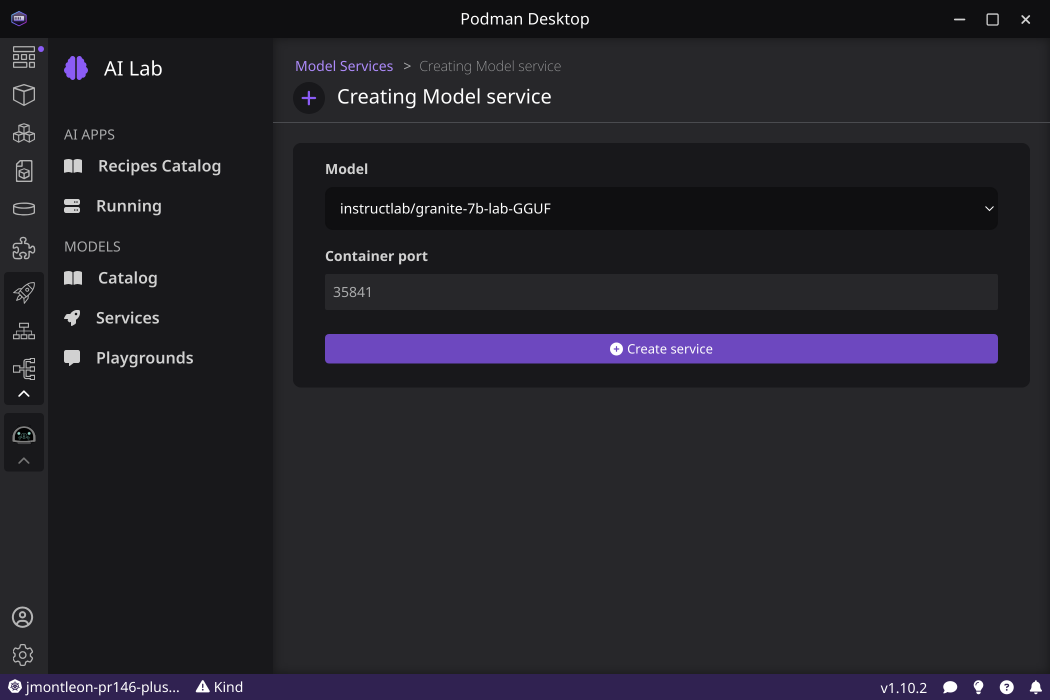 Podman Desktop
AI Lab
AI APPS
Recipes Catalog
Running
MODELS
Catalog
Services
Playgrounds
Model Services > Creating Model service
Creating Model service
Model
instructlab/granite-7b-lab-GGUF
Container port
35841
Create service
jmontleon-pr146-plus... Kind v1.10.2